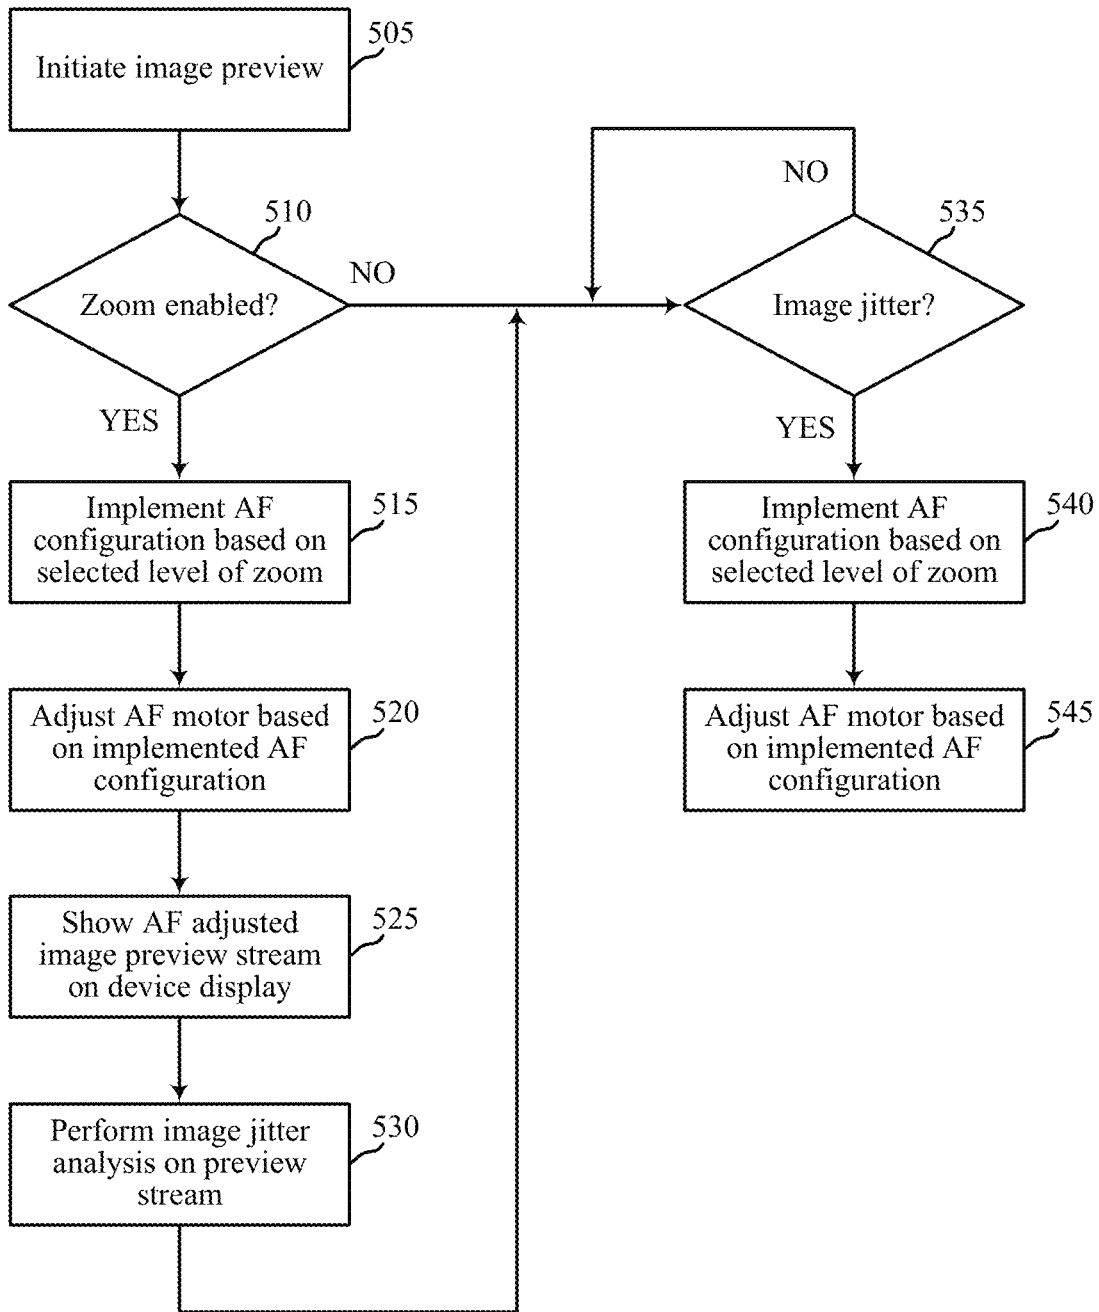 505
Initiate image preview
510
Zoom enabled?
NO
YES
515
Implement AF
configuration based on
selected level of zoom
520
Adjust AF motor based
on implemented AF
configuration
525
Show AF adjusted
image preview stream
on device display
530
Perform image jitter
analysis on preview
stream
NO
535
Image jitter?
YES
540
Implement AF
configuration based on
selected level of zoom
545
Adjust AF motor based
on implemented AF
configuration